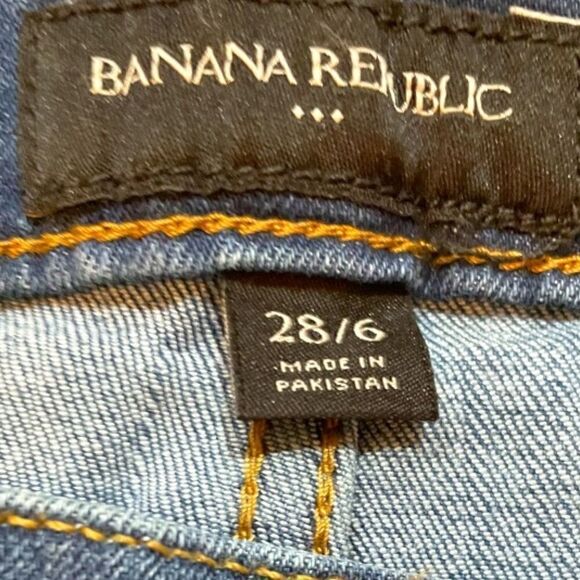 BANANA REPUBLIC
28/6
MADE IN
PAKISTAN